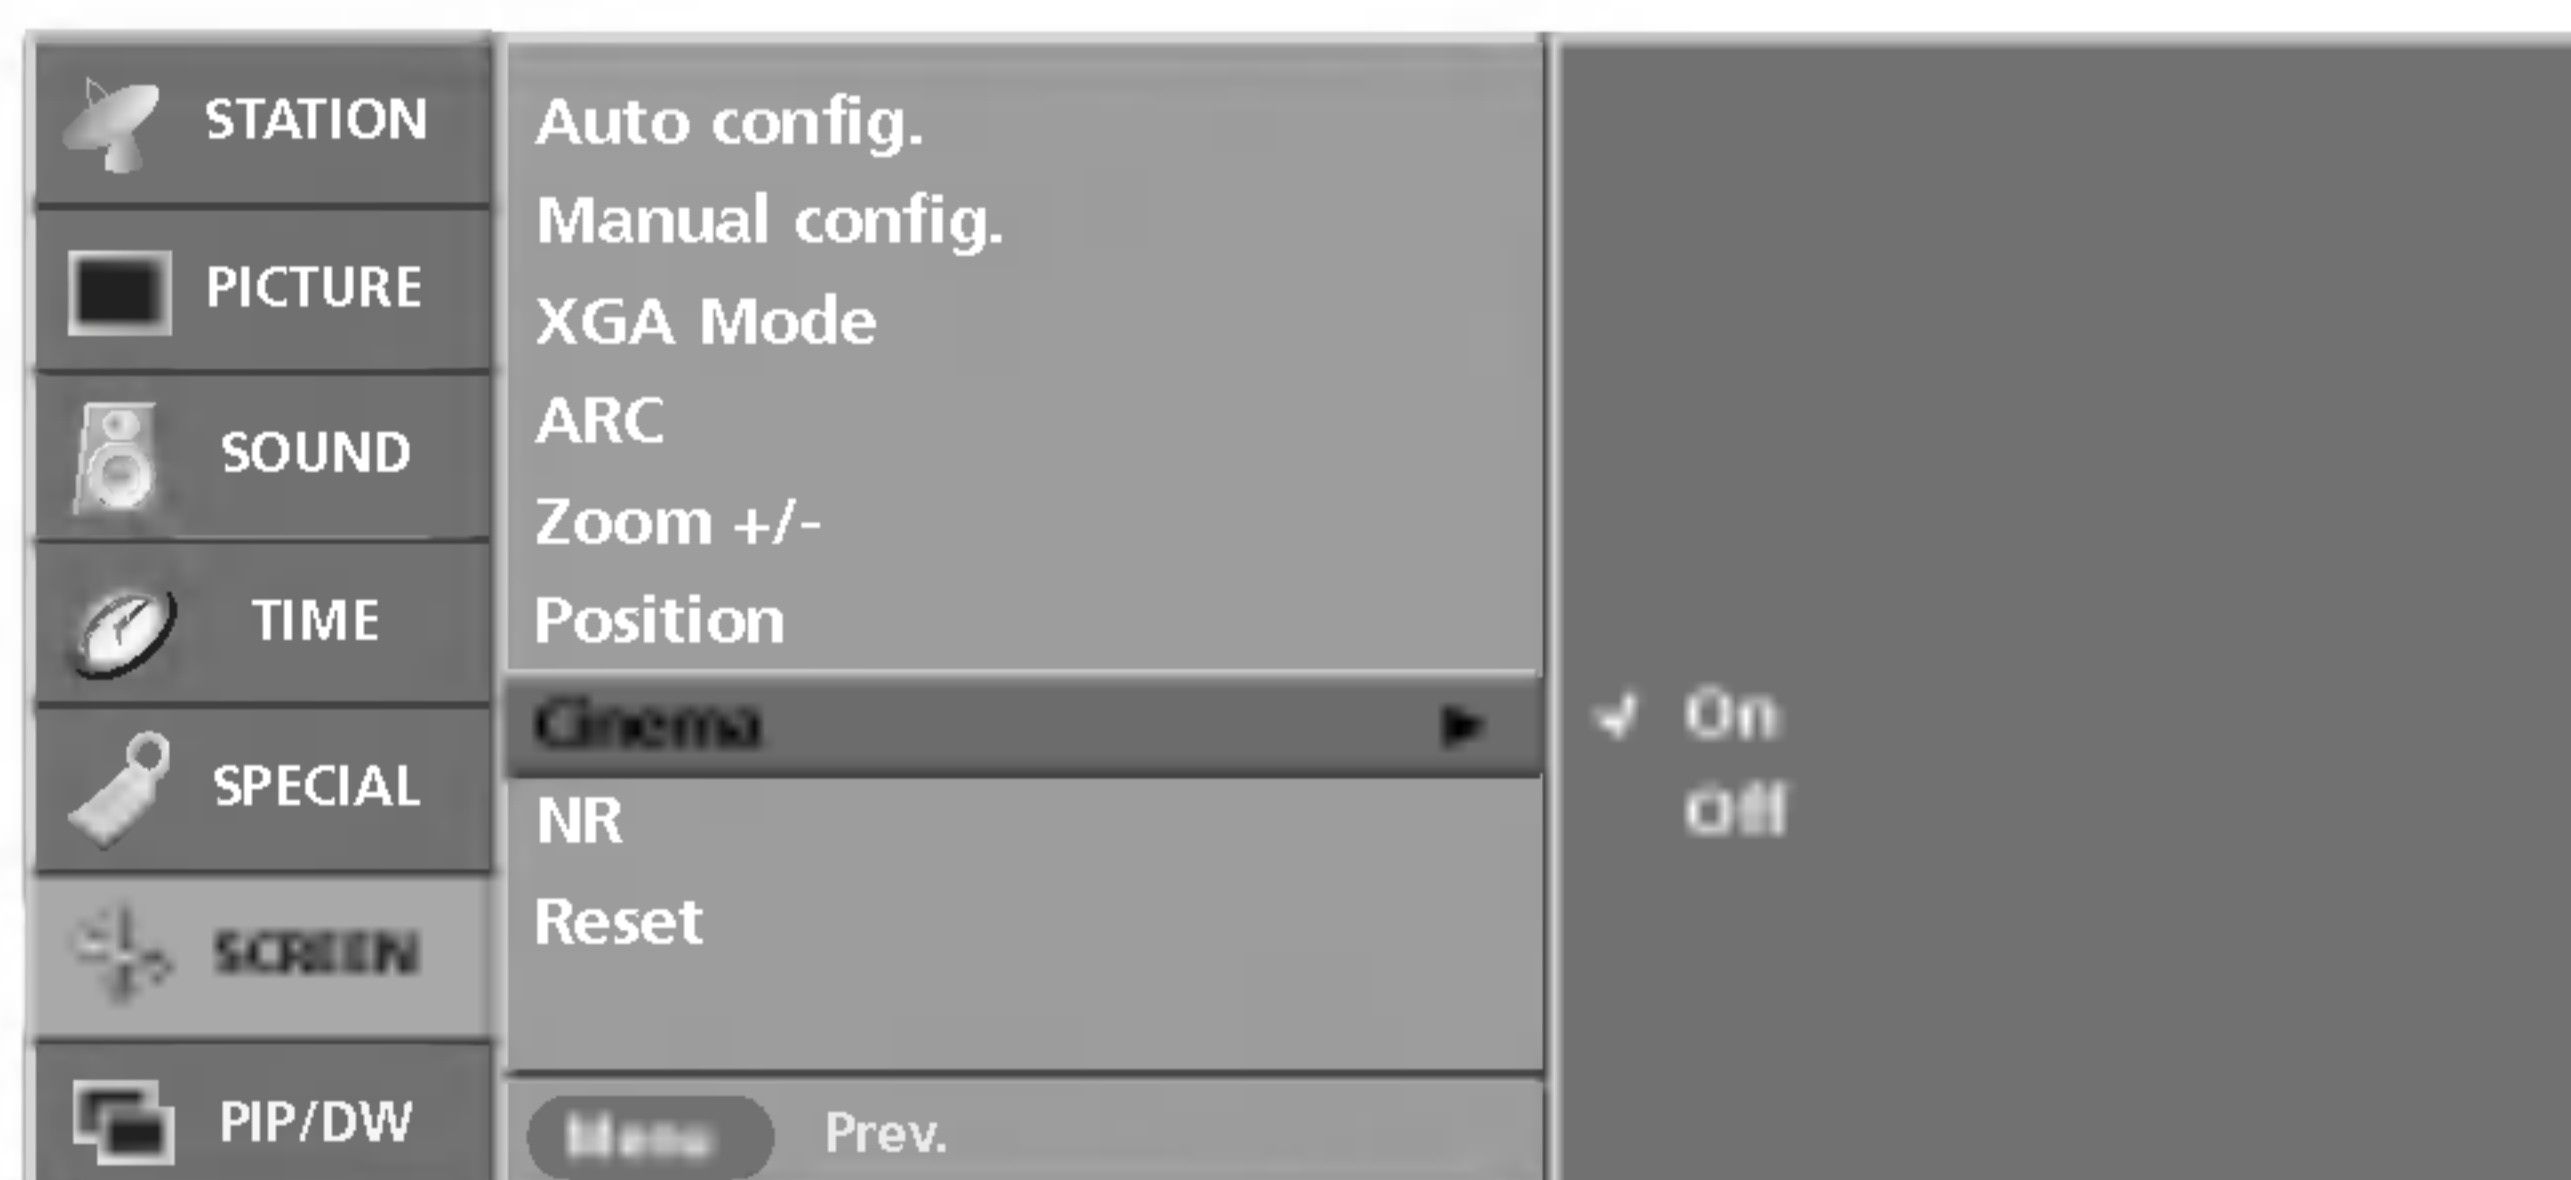 STATION
PICTURE
SOUND
TIME
SPECIAL
SCREEN
PIP/DW
Auto config.
Manual config.
XGA Mode
ARC
Zoom +/-
Position
Cinema
NR
Reset
Menu Prev.
On
Off